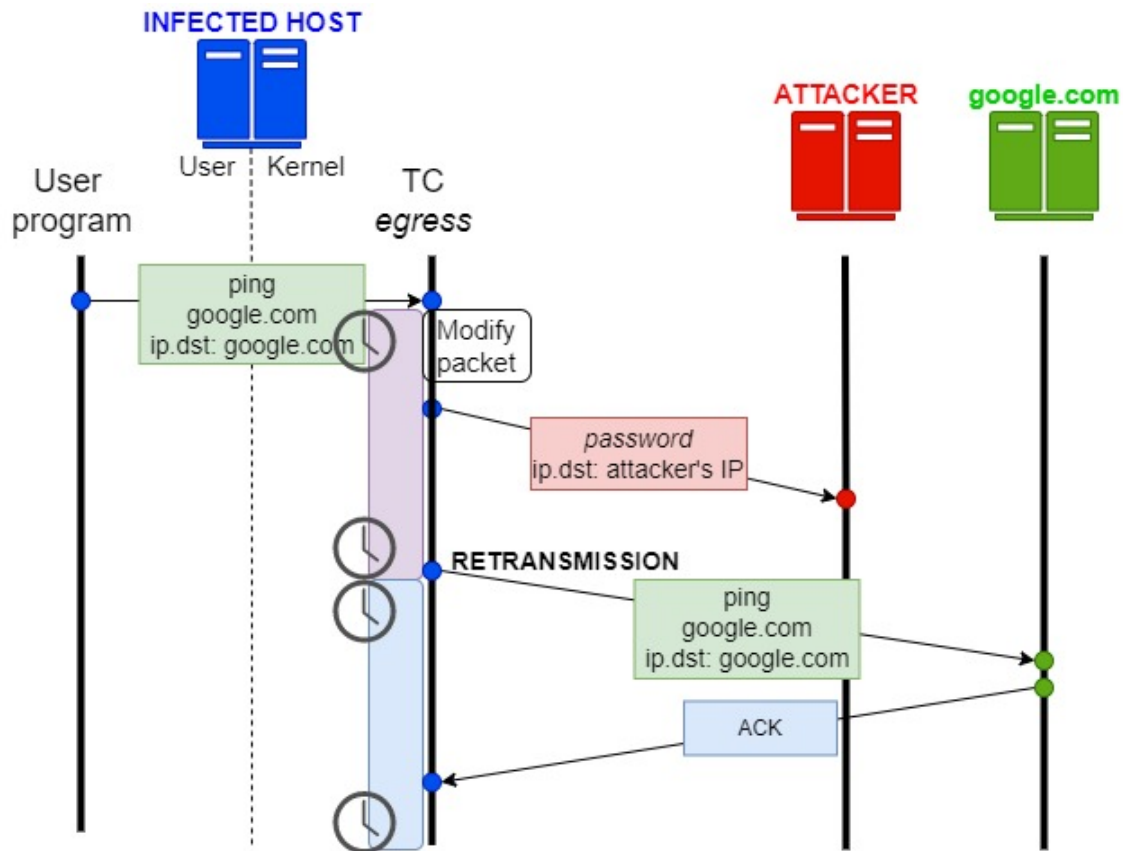 INFECTED HOST
ATTACKER
google.com
User
Kernel
User
program
TC
egress
ping
google.com
ip.dst: google.com
Modify
packet
password
ip.dst: attacker's IP
RETRANSMISSION
ping
google.com
ip.dst: google.com
ACK